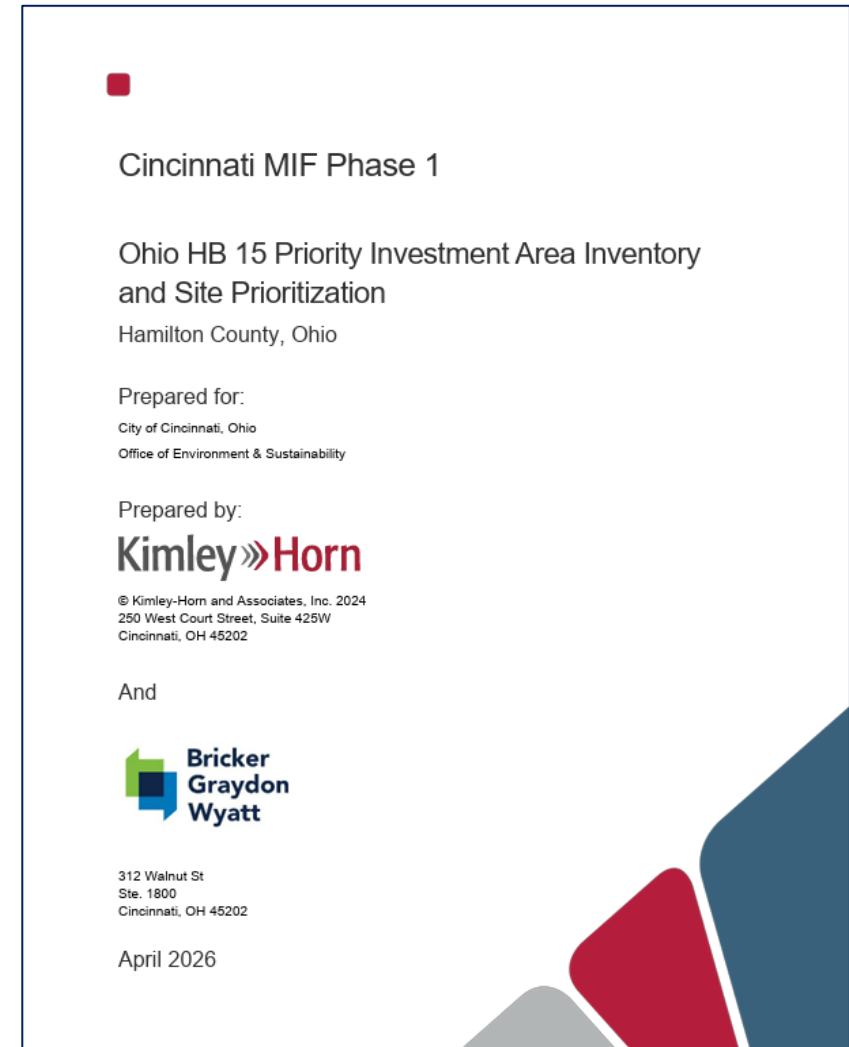 Cincinnati MIF Phase 1
Ohio HB 15 Priority Investment Area Inventory
and Site Prioritization
Hamilton County, Ohio
Prepared for:
City of Cincinnati, Ohio
Office of Environment & Sustainability
Prepared by:
Kimley»Horn
© Kimley-Horn and Associates, Inc. 2024
250 West Court Street, Suite 425W
Cincinnati, OH 45202
And
Bricker
Graydon
Wyatt
312 Walnut St
Ste. 1800
Cincinnati, OH 45202
April 2026